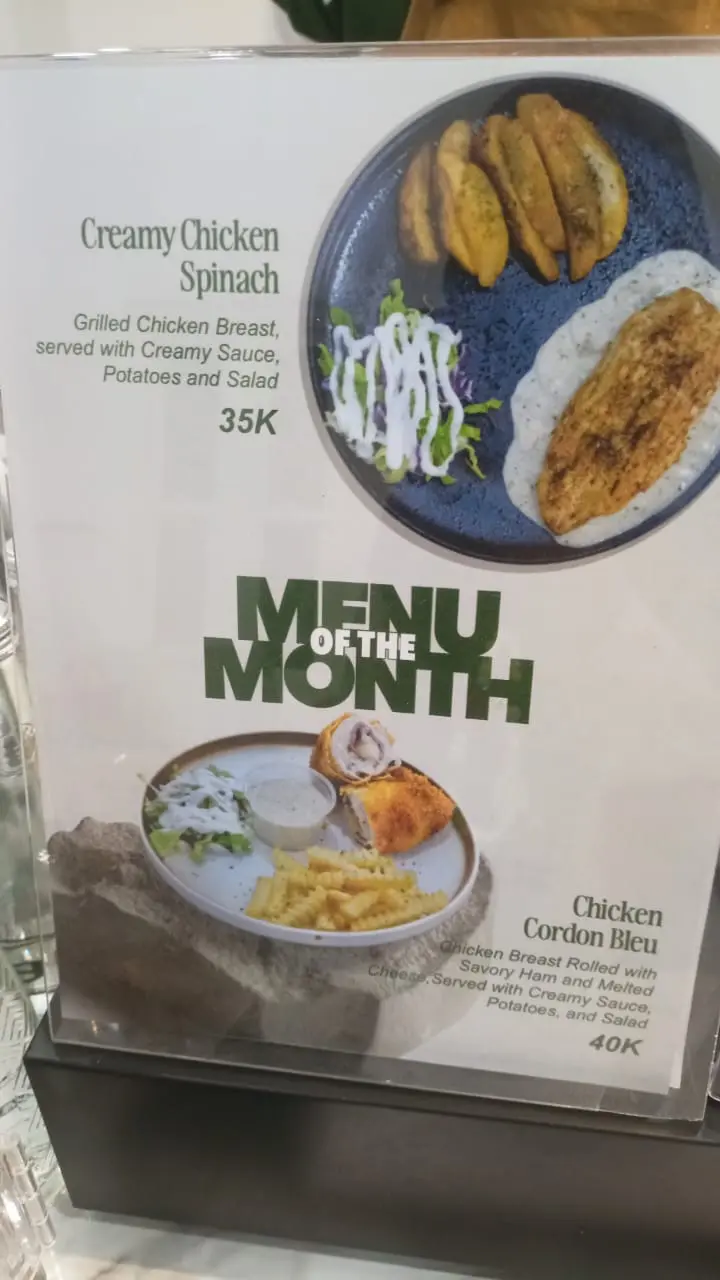 Creamy Chicken
Spinach
Grilled Chicken Breast,
served with Creamy Sauce,
Potatoes and Salad
35K
MENU
OF THE
MONTH
Chicken
Cordon Bleu
Chicken Breast Rolled with
Savory Ham and Melted
Cheese,Served with Creamy Sauce,
Potatoes, and Salad
40K